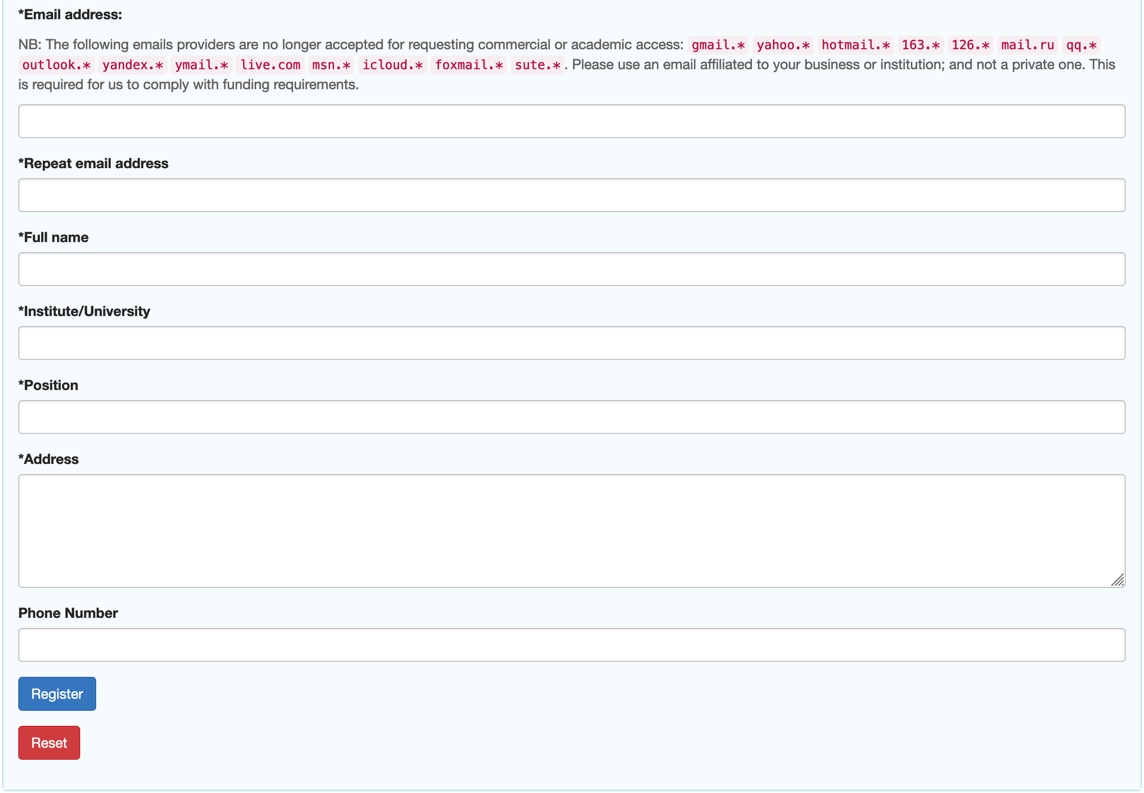 *Email address:
NB: The following emails providers are no longer accepted for requesting commercial or academic access: gmail.* yahoo.* hotmail.* 163.* 126.* mail.ru qq.*
outlook.* yandex.* ymail.* live.com msn.* icloud.* foxmail.* sute.* . Please use an email affiliated to your business or institution; and not a private one. This
is required for us to comply with funding requirements.
*Repeat email address
*Full name
*Institute/University
*Position
*Address
Phone Number
Register
Reset